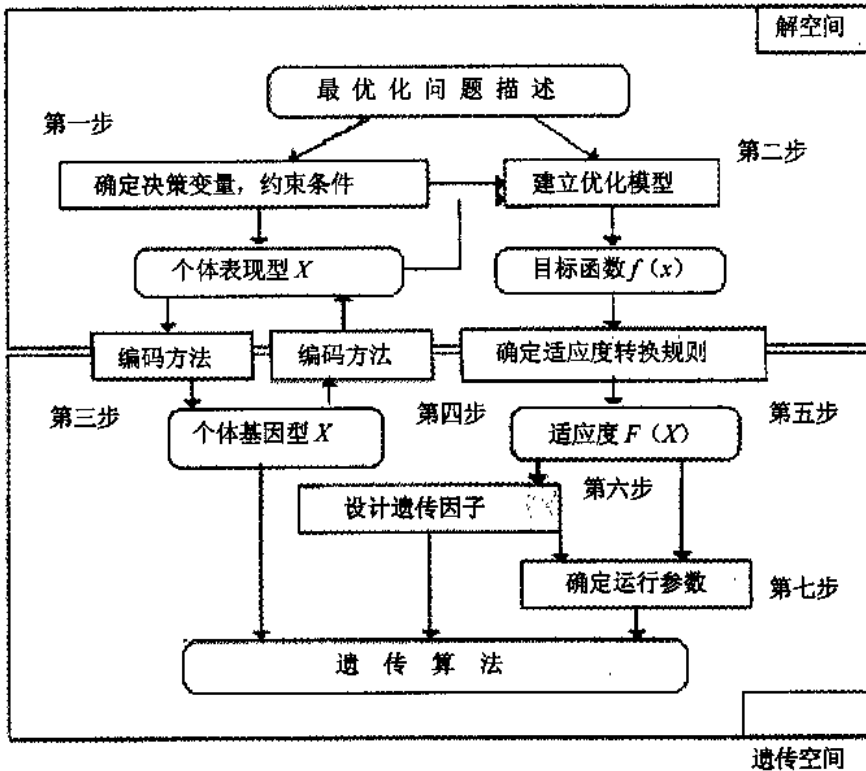 解空间
最优化问题描述
第一步
第二步
确定决策变量，约束条件
建立优化模型
个体表现型 X
目标函数 f（x）
编码方法
编码方法
确定适应度转换规则
第三步
第四步
第五步
个体基因型 X
适应度 F（X）
第六步
设计遗传因子
确定运行参数
第七步
遗传算法
遗传空间